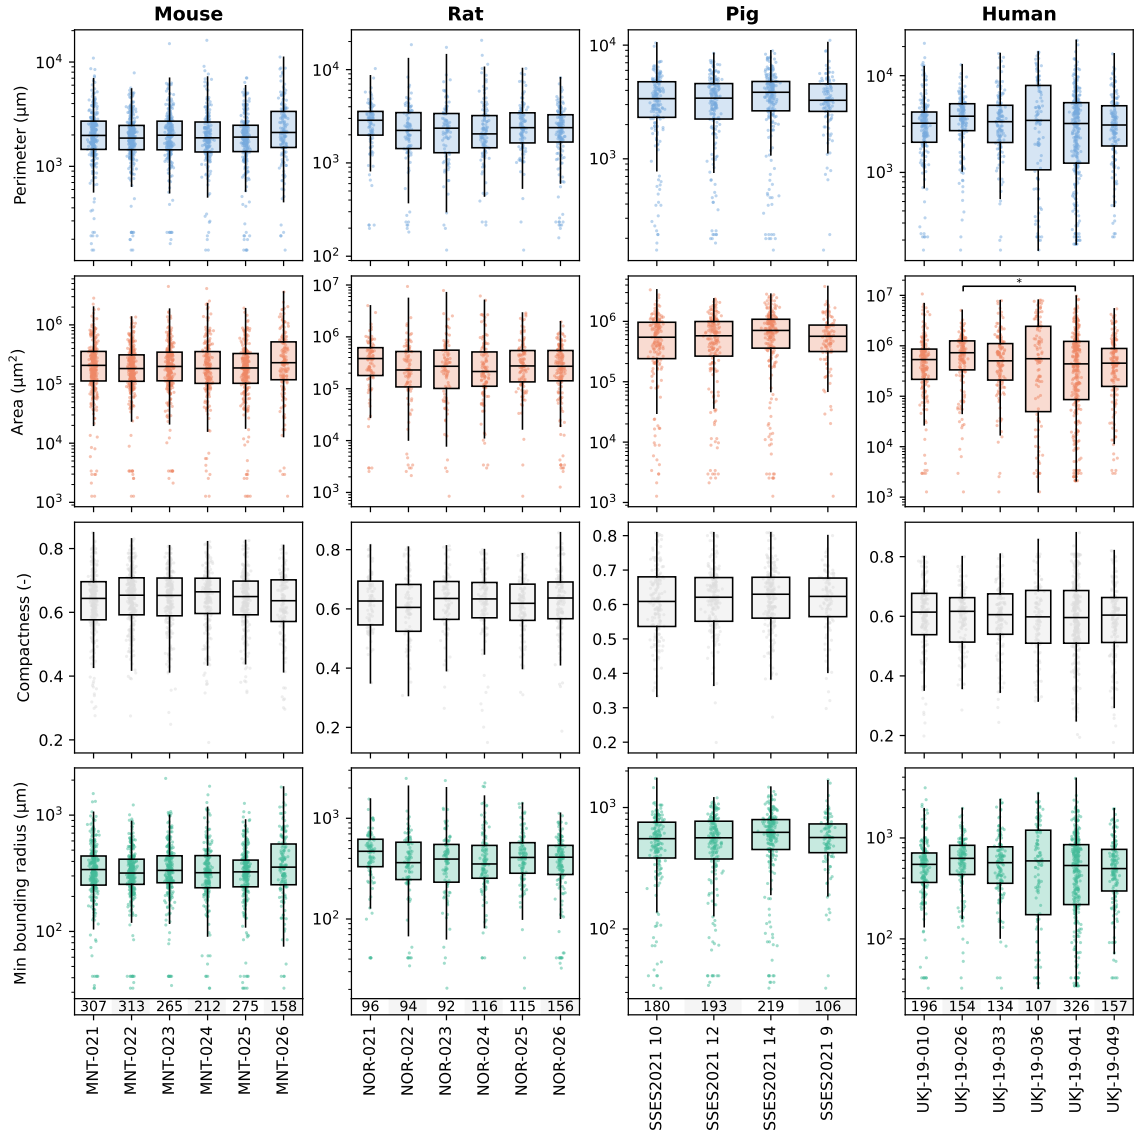 Mouse Rat Pig Human
Perimeter (μm)
10⁴ 10³
10⁴ 10³ 10²
10⁴ 10³
10⁴ 10³
Area (μm²)
10⁶ 10⁵ 10⁴ 10³
10⁷ 10⁶ 10⁵ 10⁴ 10³
10⁶ 10⁵ 10⁴ 10³
10⁷ 10⁶ 10⁵ 10⁴ 10³
*
Compactness (-)
0.8 0.6 0.4 0.2
0.8 0.6 0.4 0.2
0.8 0.7 0.6 0.5 0.4 0.3 0.2
0.8 0.6 0.4 0.2
Min bounding radius (μm)
10³ 10²
10³ 10²
10³ 10²
10³ 10²
307 313 265 212 275 158
96 94 92 116 115 156
180 193 219 106
196 154 134 107 326 157
MNT-021
MNT-022
MNT-023
MNT-024
MNT-025
MNT-026
NOR-021
NOR-022
NOR-023
NOR-024
NOR-025
NOR-026
SSES2021 10
SSES2021 12
SSES2021 14
SSES2021 9
UKJ-19-010
UKJ-19-026
UKJ-19-033
UKJ-19-036
UKJ-19-041
UKJ-19-049